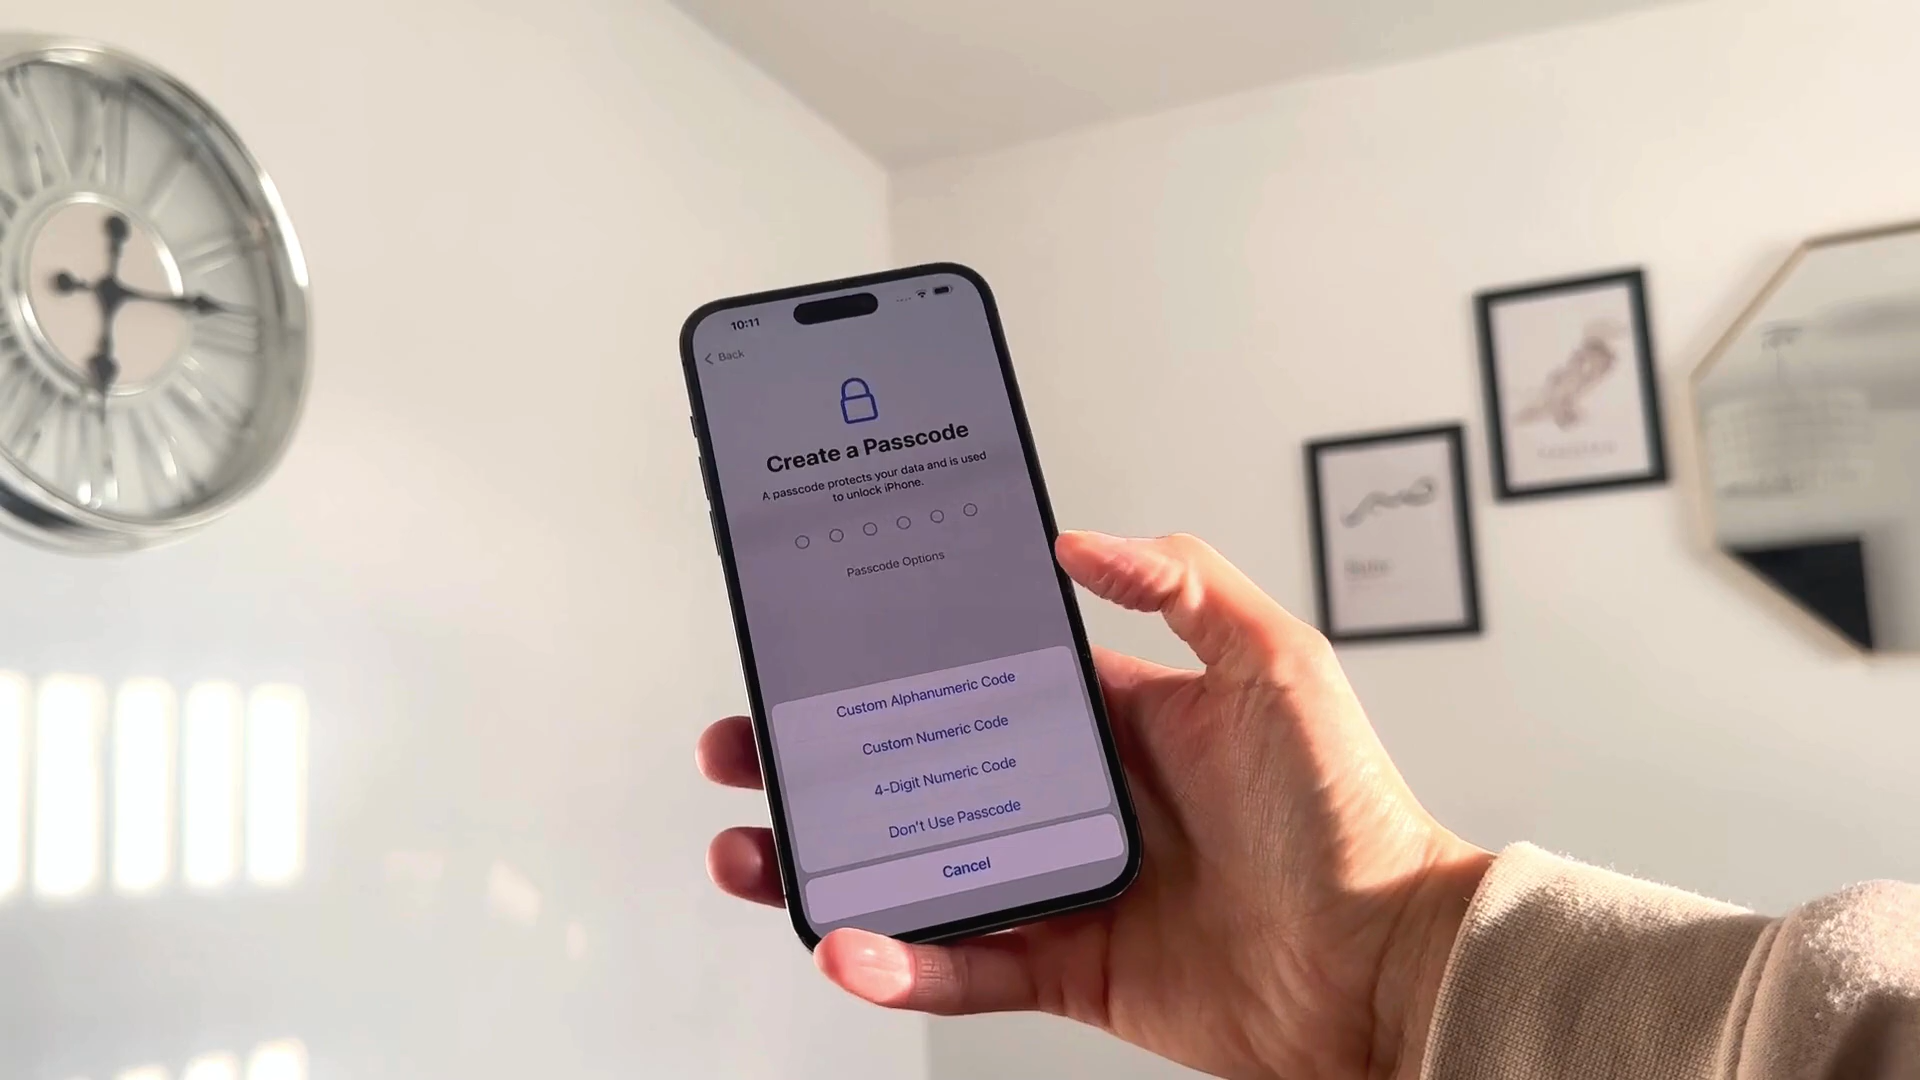 10:11
Back
Create a Passcode
A passcode protects your data and is used
to unlock iPhone.
Passcode Options
Custom Alphanumeric Code
Custom Numeric Code
4-Digit Numeric Code
Don't Use Passcode
Cancel